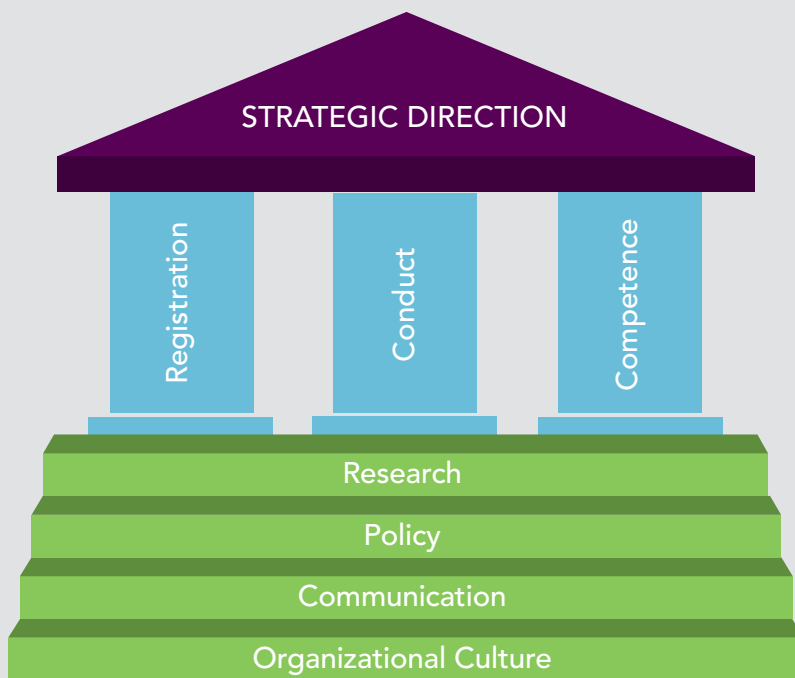 STRATEGIC DIRECTION
Registration
Conduct
Competence
Research
Policy
Communication
Organizational Culture